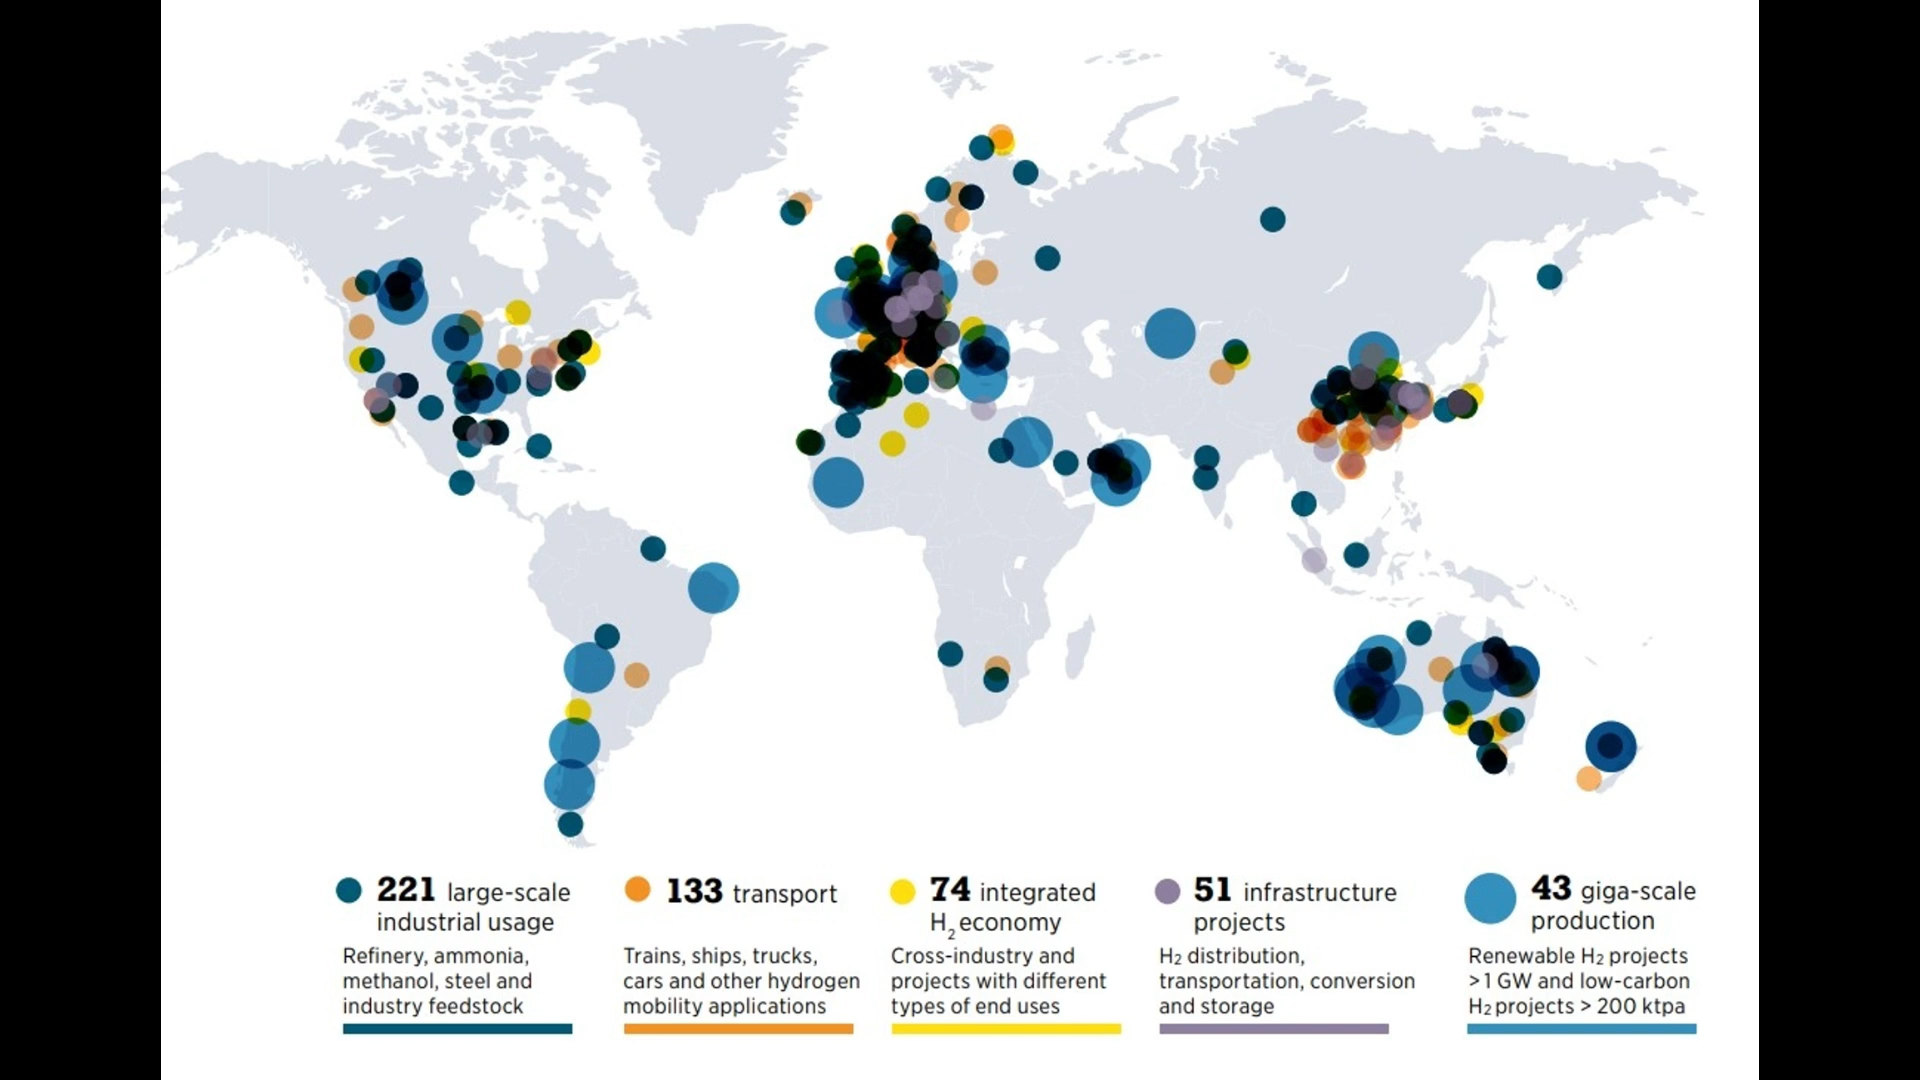 221 large-scale
industrial usage
Refinery, ammonia,
methanol, steel and
industry feedstock
133 transport
Trains, ships, trucks,
cars and other hydrogen
mobility applications
74 integrated
H2 economy
Cross-industry and
projects with different
types of end uses
51 infrastructure
projects
H2 distribution,
transportation, conversion
and storage
43 giga-scale
production
Renewable H2 projects
>1 GW and low-carbon
H2 projects > 200 ktpa